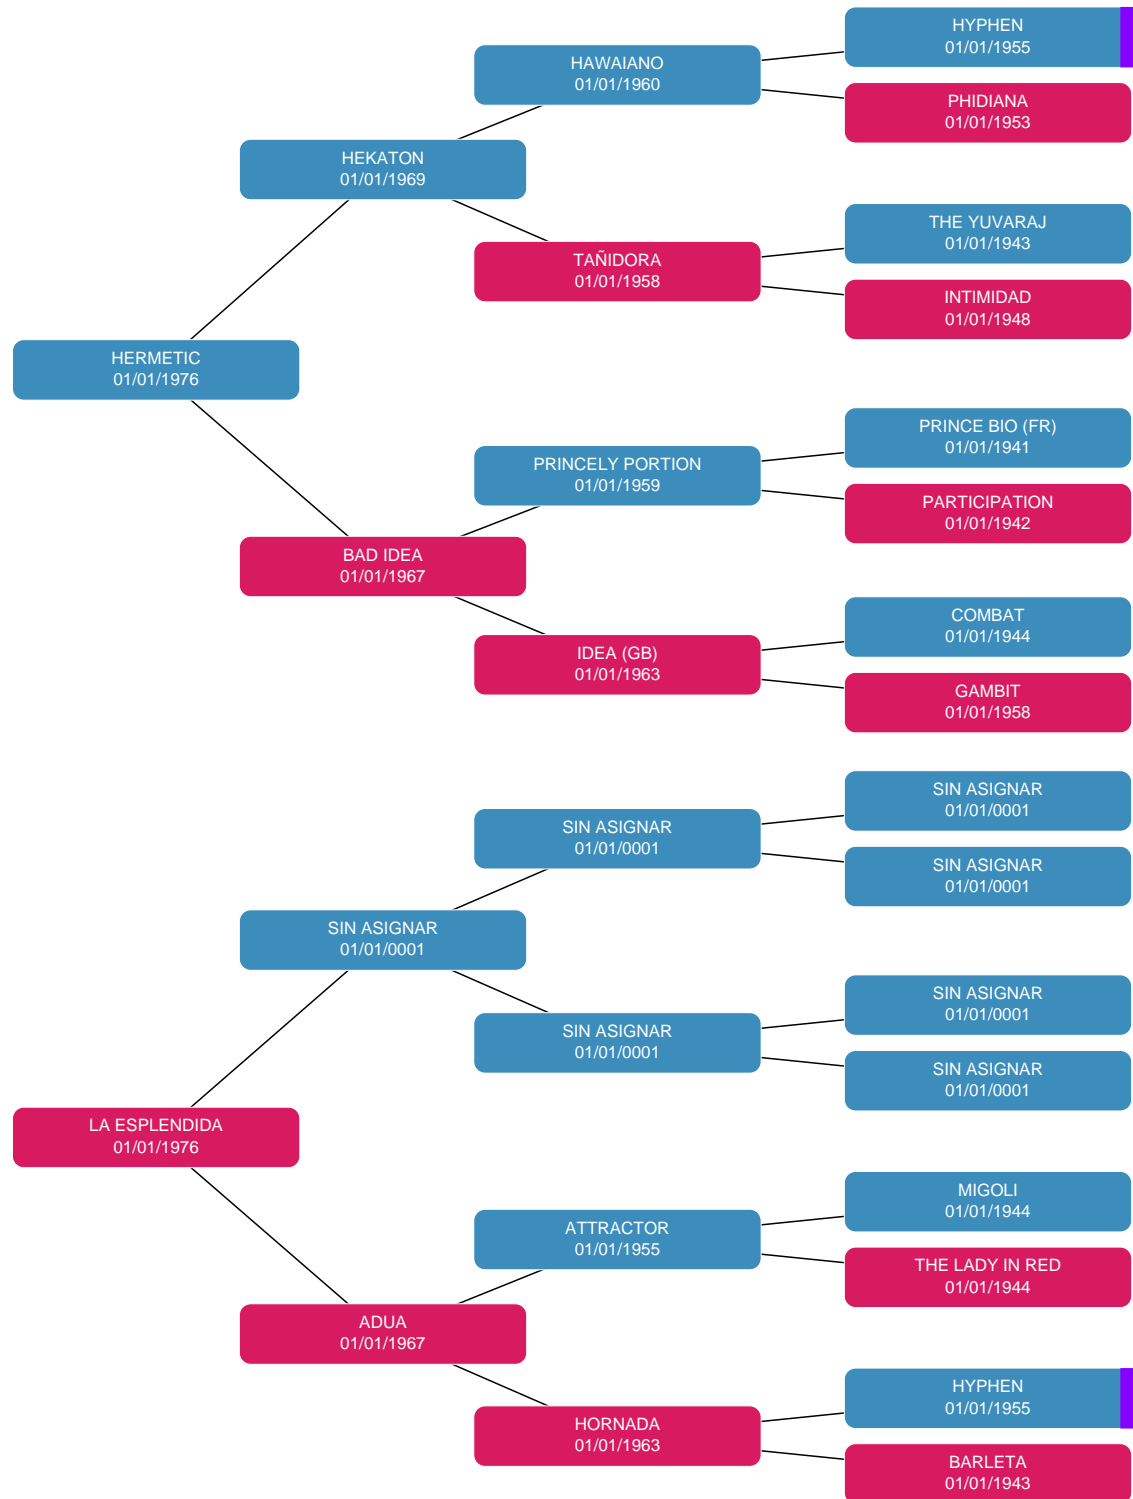 HYPHEN
01/01/1955
HAWAIANO
01/01/1960
PHIDIANA
01/01/1953
HEKATON
01/01/1969
THE YUVARAJ
01/01/1943
TAÑIDORA
01/01/1958
INTIMIDAD
01/01/1948
HERMETIC
01/01/1976
PRINCE BIO (FR)
01/01/1941
PRINCELY PORTION
01/01/1959
PARTICIPATION
01/01/1942
BAD IDEA
01/01/1967
COMBAT
01/01/1944
IDEA (GB)
01/01/1963
GAMBIT
01/01/1958
SIN ASIGNAR
01/01/0001
SIN ASIGNAR
01/01/0001
SIN ASIGNAR
01/01/0001
SIN ASIGNAR
01/01/0001
SIN ASIGNAR
01/01/0001
SIN ASIGNAR
01/01/0001
SIN ASIGNAR
01/01/0001
LA ESPLENDIDA
01/01/1976
MIGOLI
01/01/1944
ATTRACTOR
01/01/1955
THE LADY IN RED
01/01/1944
ADUA
01/01/1967
HYPHEN
01/01/1955
HORNADA
01/01/1963
BARLETA
01/01/1943